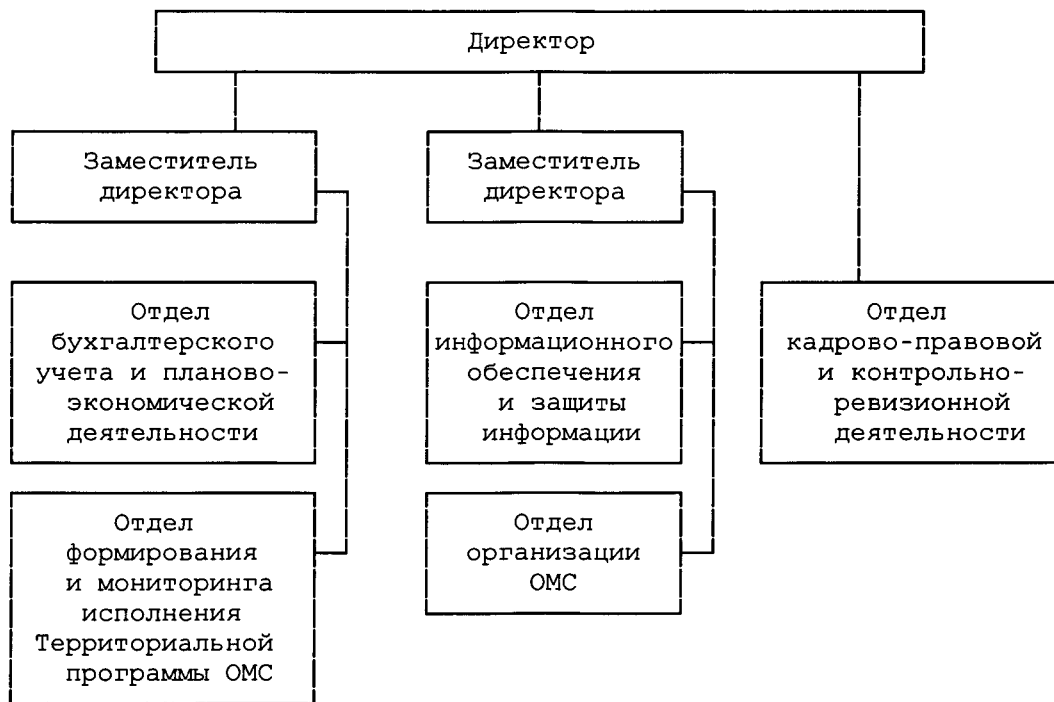 Директор
Заместитель
директора
Заместитель
директора
Отдел
бухгалтерского
учета и планово-
экономической
деятельности
Отдел
информационного
обеспечения
и защиты
информации
Отдел
кадрово-правовой
и контрольно-
ревизионной
деятельности
Отдел
формирования
и мониторинга
исполнения
Территориальной
программы ОМС
Отдел
организации
ОМС